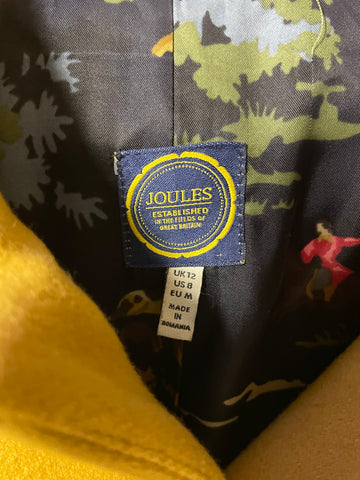 JOULES
ESTABLISHED
IN THE FIELDS OF
GREAT BRITAIN
UK 12
US 8
EU M
MADE
IN
ROMANIA